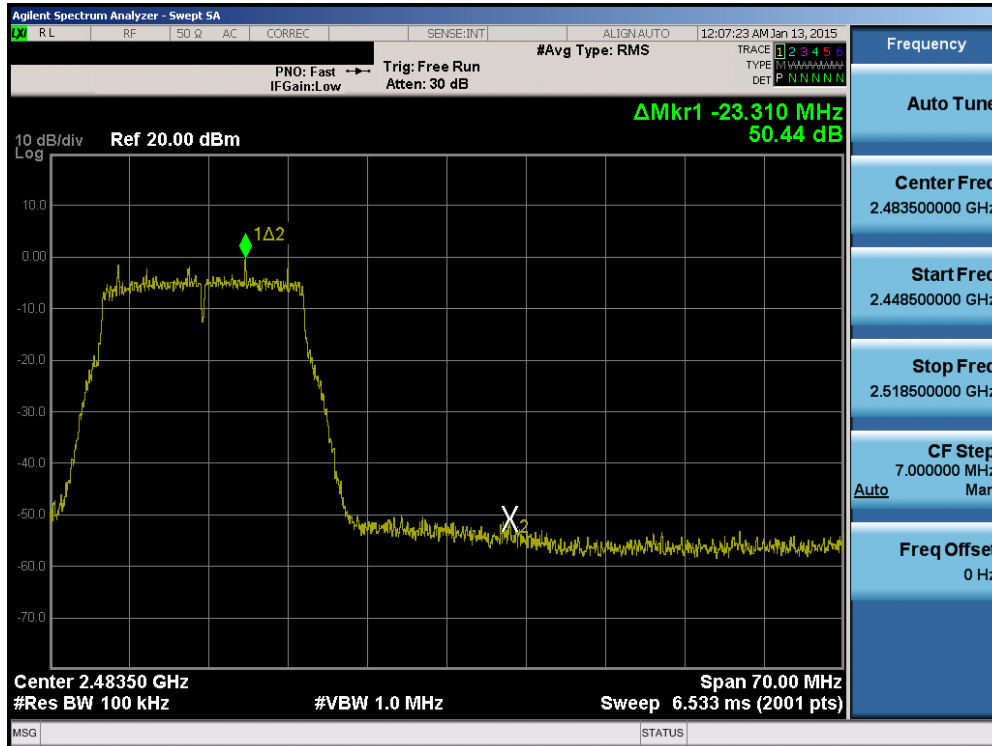 Agilent Spectrum Analyzer - Swept SA
LXI RL RF 50 Ω AC CORREC SENSE:INT ALIGN AUTO 12:07:23 AM Jan 13, 2015
#Avg Type: RMS TRACE 1 2 3 4 5 6
PNO: Fast Trig: Free Run TYPE M
IFGain:Low Atten: 30 dB DET P N N N N N
ΔMkr1 -23.310 MHz
50.44 dB
10 dB/div Ref 20.00 dBm
Log
10.0
1Δ2
0.00
-10.0
-20.0
-30.0
-40.0
-50.0
X2
-60.0
-70.0
Center 2.48350 GHz Span 70.00 MHz
#Res BW 100 kHz #VBW 1.0 MHz Sweep 6.533 ms (2001 pts)
MSG STATUS
Frequency
Auto Tune
Center Freq
2.483500000 GHz
Start Freq
2.448500000 GHz
Stop Freq
2.518500000 GHz
CF Step
7.000000 MHz
Auto Man
Freq Offset
0 Hz